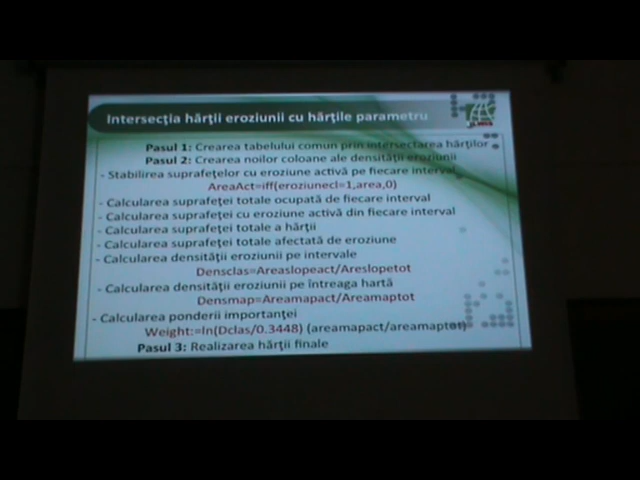 Intersecția hărții eroziunii cu hărțile parametru
Pasul 1: Crearea tabelului comun prin intersectarea hărților
Pasul 2: Crearea noilor coloane ale densității eroziunii
- Stabilirea suprafețelor cu eroziune activă pe fiecare interval
AreaAct=iff(eroziunecl=1,area,0)
- Calcularea suprafeței totale ocupată de fiecare interval
- Calcularea suprafeței cu eroziune activă din fiecare interval
- Calcularea suprafeței totale a hărții
- Calcularea suprafeței totale afectată de eroziune
- Calcularea densității eroziunii pe intervale
Densclas=Areaslopeact/Areslopetot
- Calcularea densității eroziunii pe întreaga hartă
Densmap=Areamapact/Areamaptot
- Calcularea ponderii importanței
Weight:=ln(Dclas/0.3448) (areamapact/areamaptot)
Pasul 3: Realizarea hărții finale